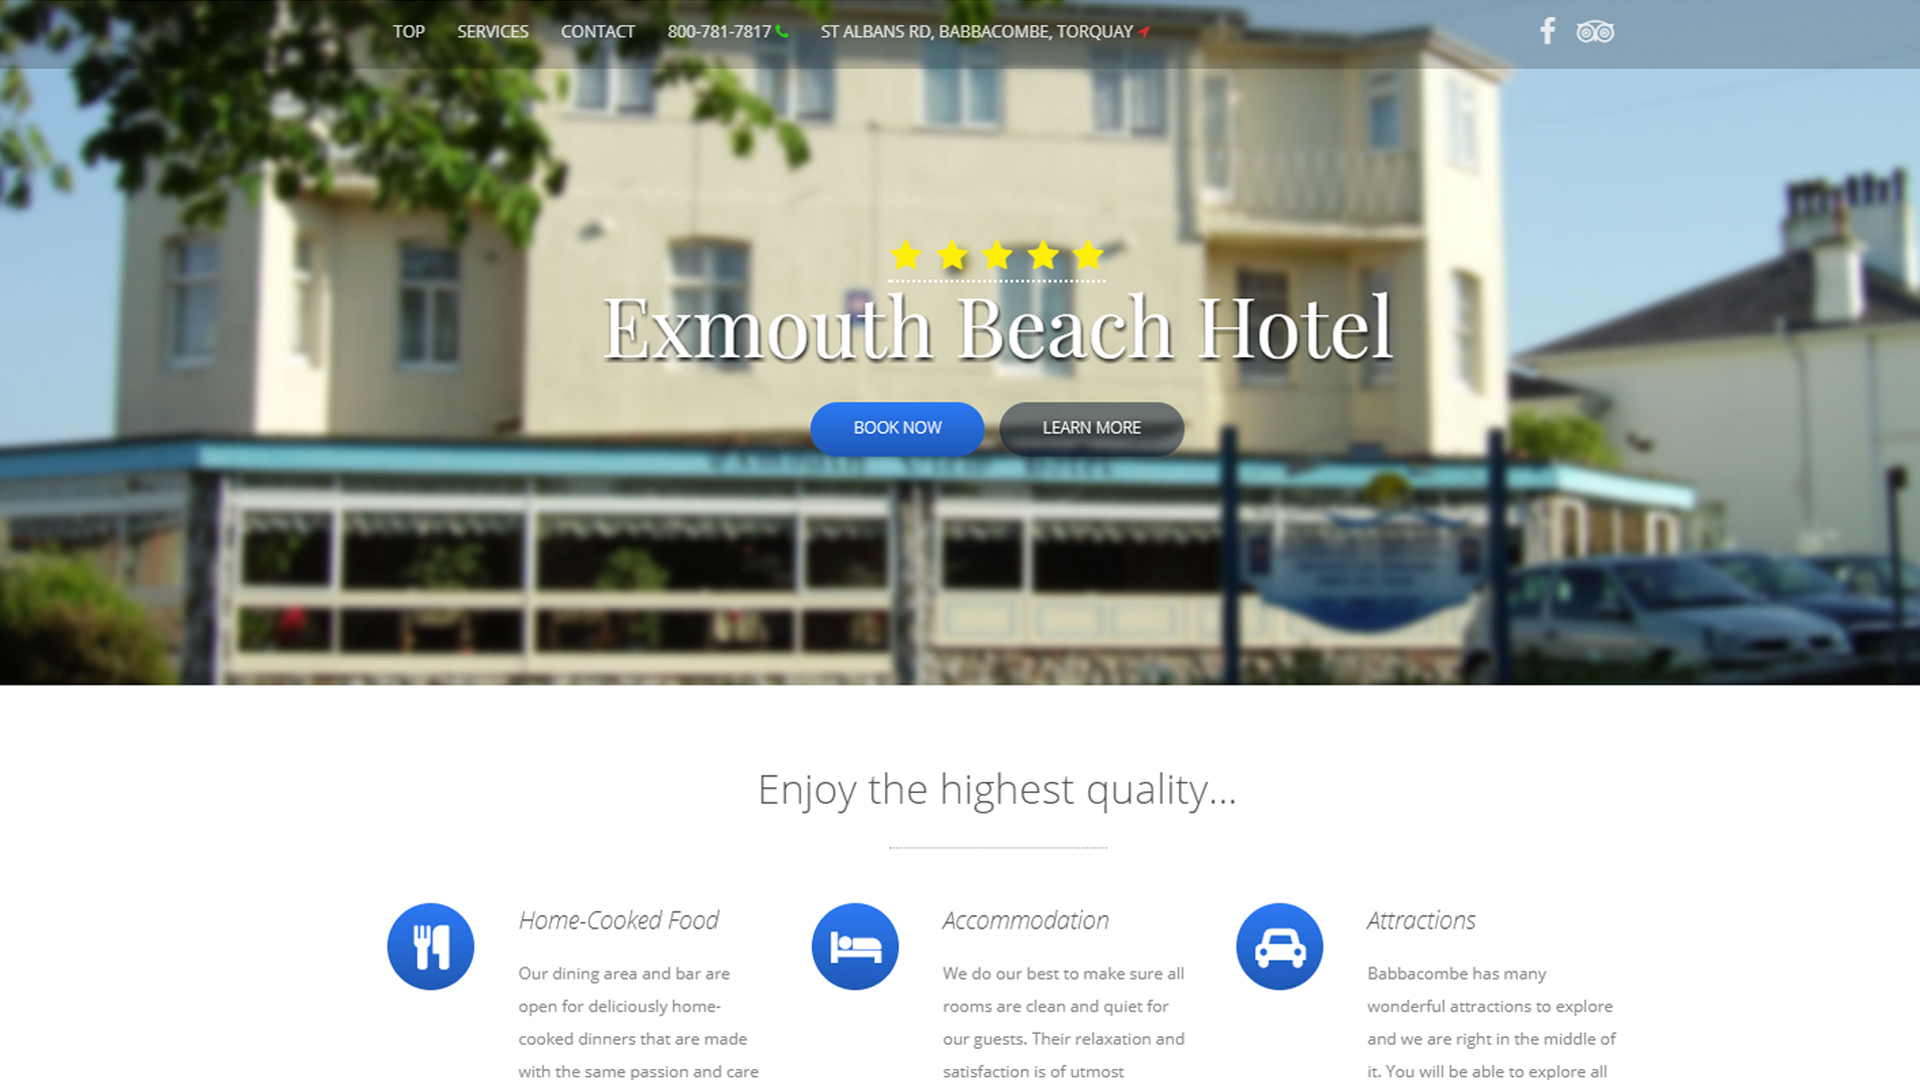 TOP SERVICES CONTACT 800-781-7817 ST ALBANS RD, BABBACOMBE, TORQUAY
Exmouth Beach Hotel
BOOK NOW LEARN MORE
Enjoy the highest quality...
Home-Cooked Food
Our dining area and bar are
open for deliciously home-
cooked dinners that are made
with the same passion and care
Accommodation
We do our best to make sure all
rooms are clean and quiet for
our guests. Their relaxation and
satisfaction is of utmost
Attractions
Babbacombe has many
wonderful attractions to explore
and we are right in the middle of
it. You will be able to explore all